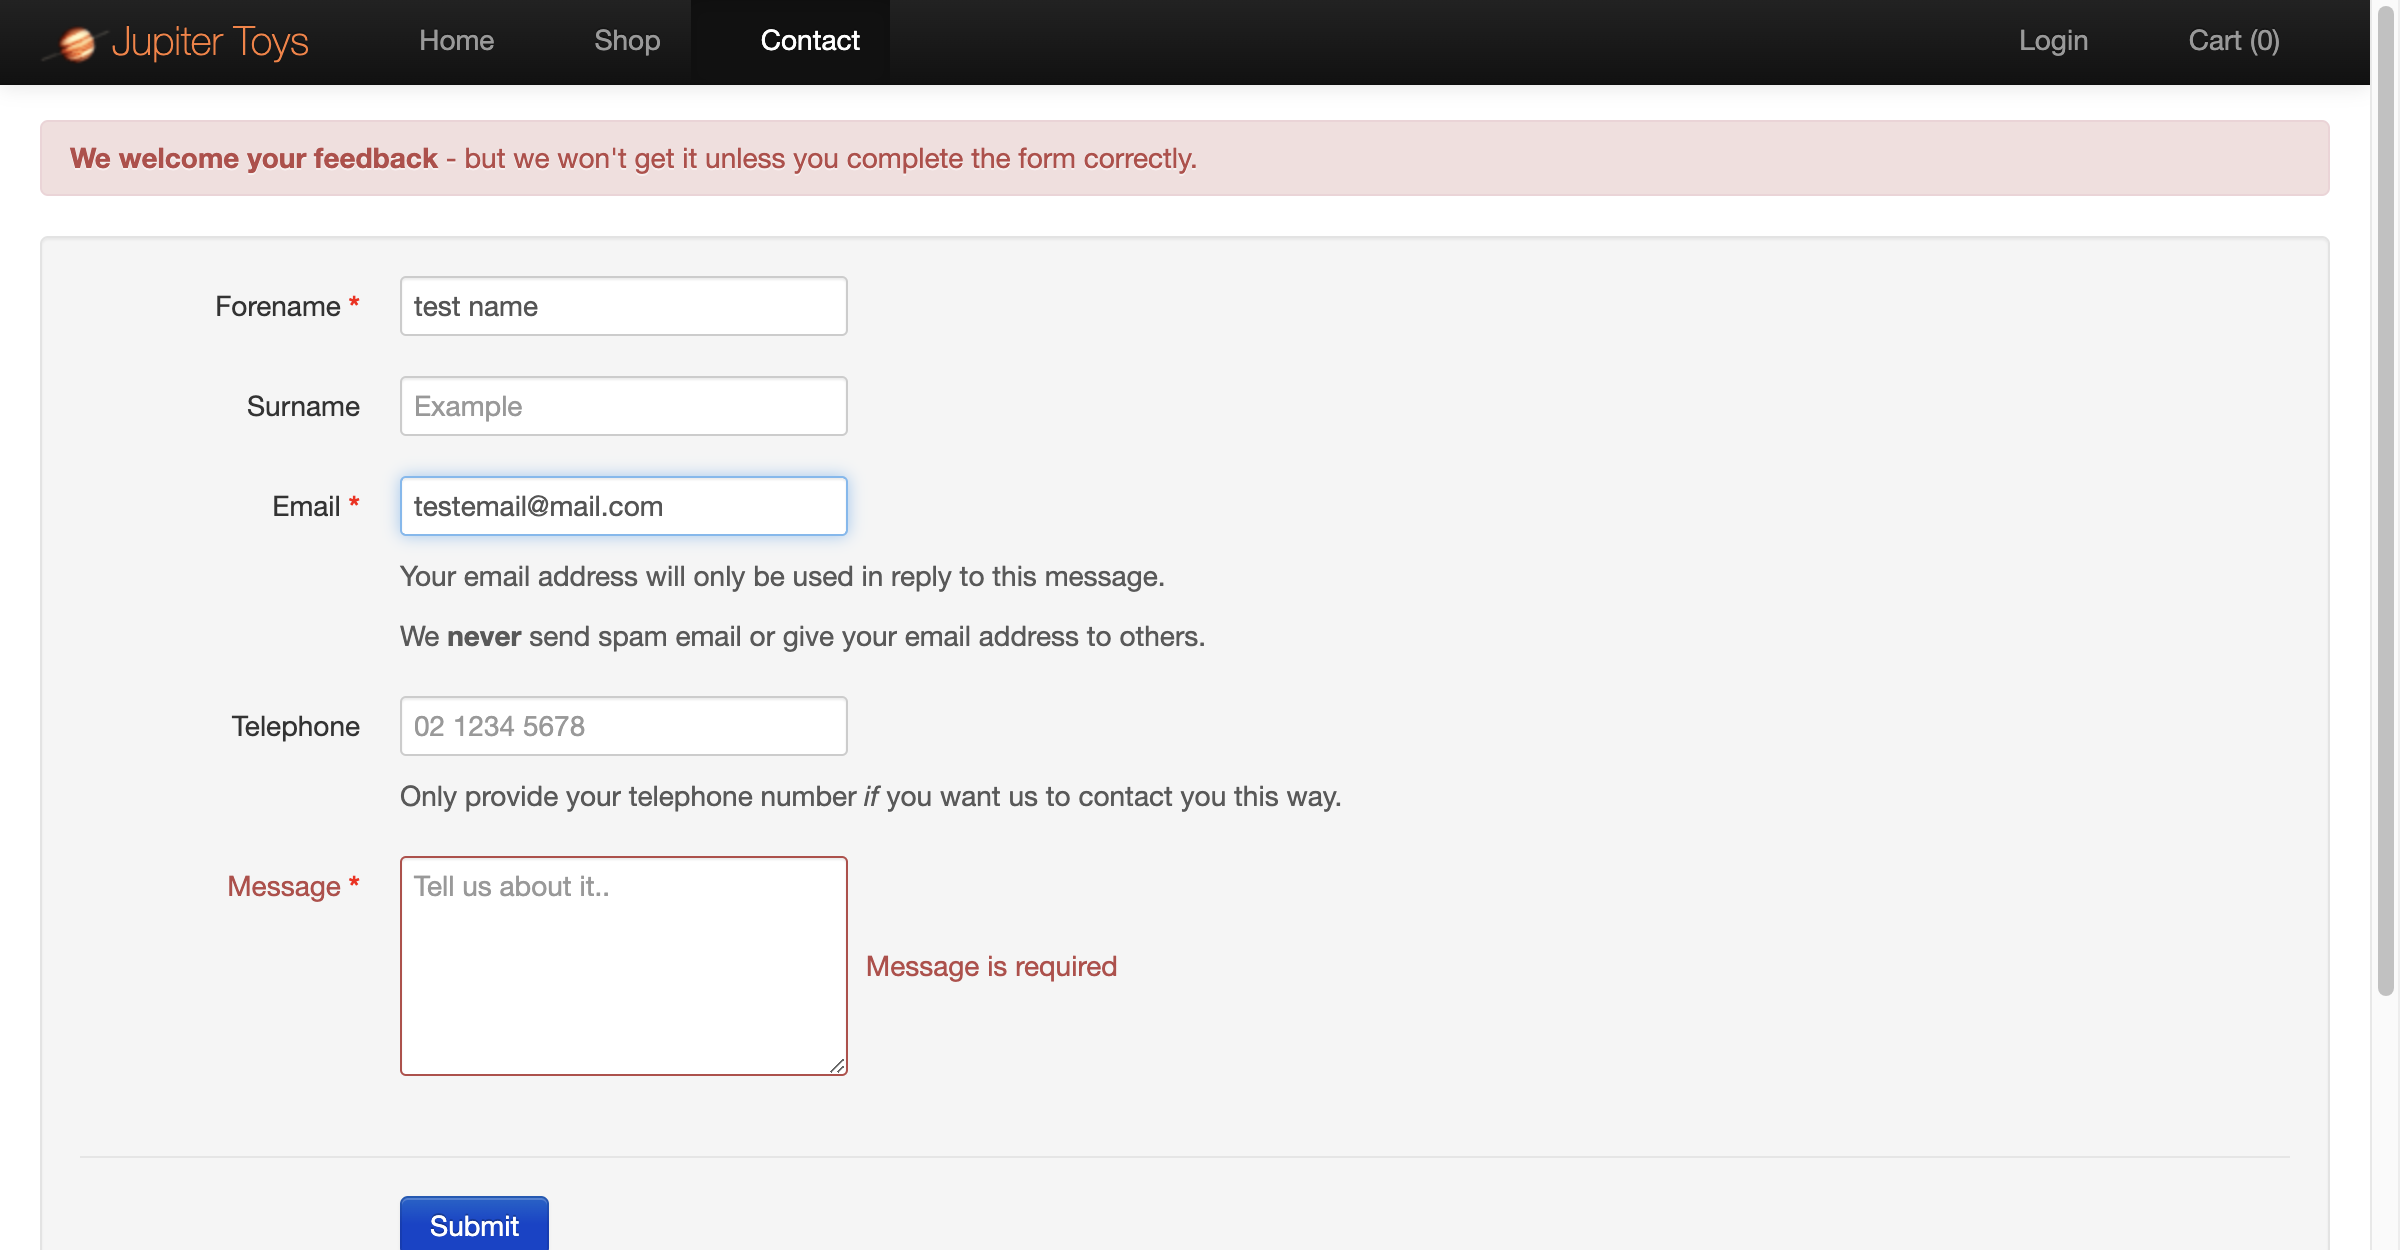 Jupiter Toys Home Shop Contact Login Cart (0)
We welcome your feedback - but we won't get it unless you complete the form correctly.
Forename * test name
Surname Example
Email * testemail@mail.com
Your email address will only be used in reply to this message.
We never send spam email or give your email address to others.
Telephone 02 1234 5678
Only provide your telephone number if you want us to contact you this way.
Message * Tell us about it..
Message is required
Submit